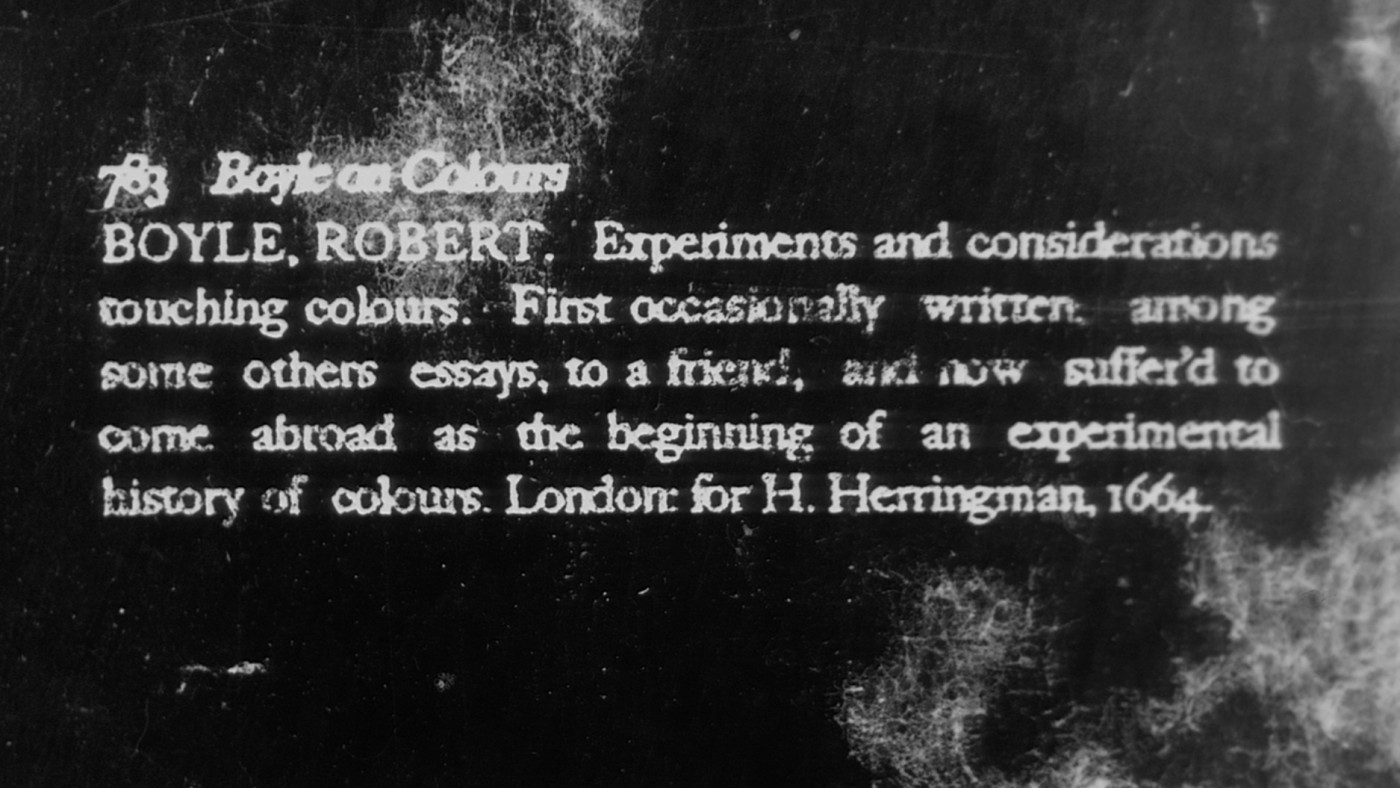 783 Boyle on Colours
BOYLE, ROBERT. Experiments and considerations
touching colours. First occasionally written, among
some others essays, to a friend, and now suffer'd to
come abroad as the beginning of an experimental
history of colours. London: for H. Herringman, 1664.